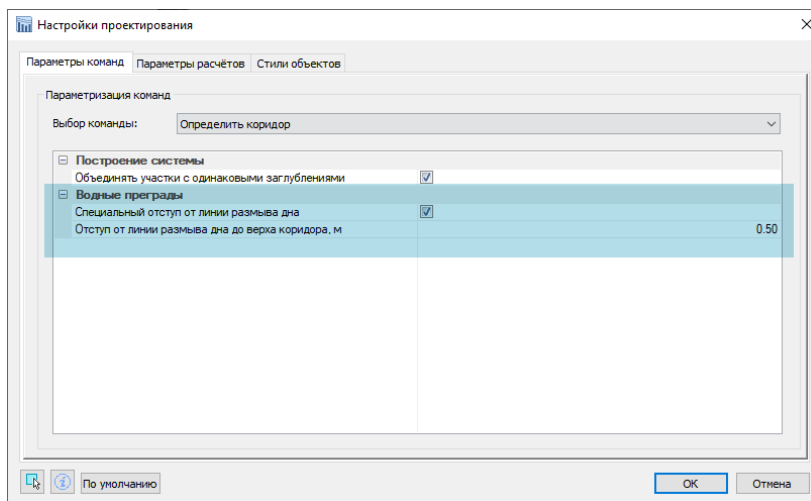 Настройки проектирования
Параметры команд Параметры расчётов Стили объектов
Параметризация команд
Выбор команды: Определить коридор
Построение системы
Объединять участки с одинаковыми заглублениями
Водные преграды
Специальный отступ от линии размыва дна
Отступ от линии размыва дна до верха коридора, м 0.50
По умолчанию ОК Отмена